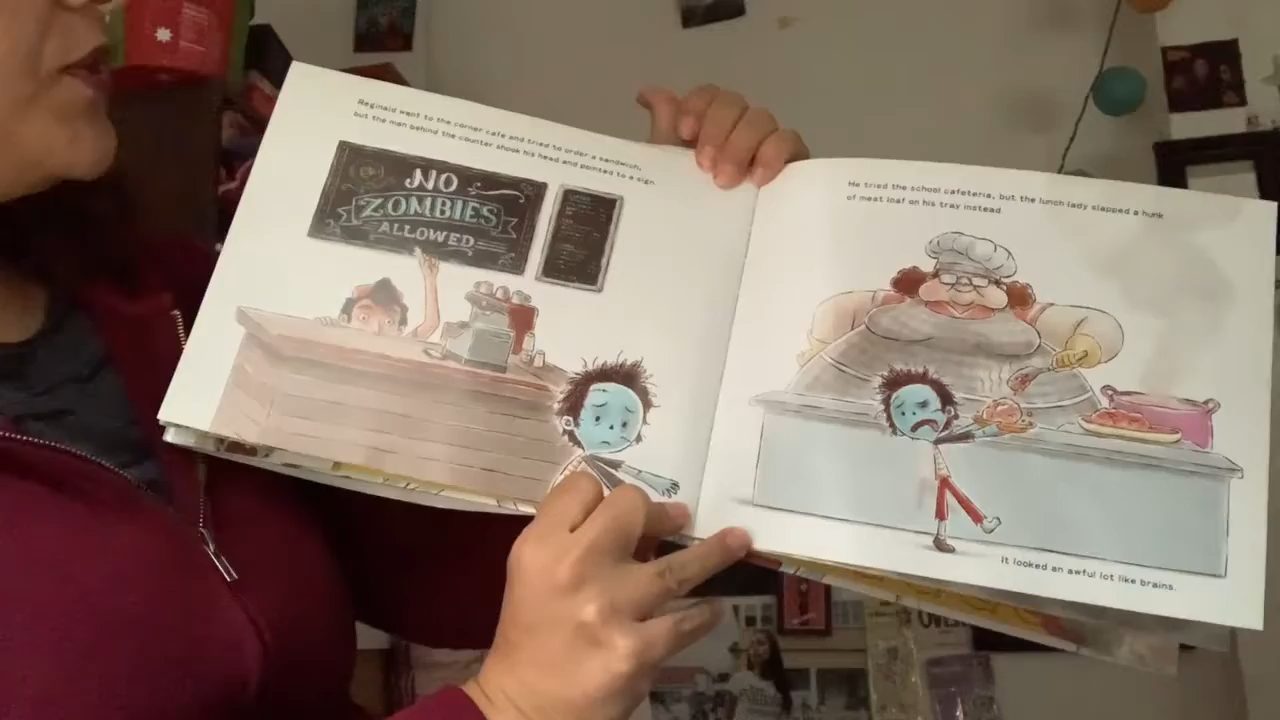 Reginald went to the corner cafe and tried to order a sandwich,
but the man behind the counter shook his head and pointed to a sign.
NO
ZOMBIES
ALLOWED
He tried the school cafeteria, but the lunch lady slapped a hunk
of meat loaf on his tray instead.
It looked an awful lot like brains.